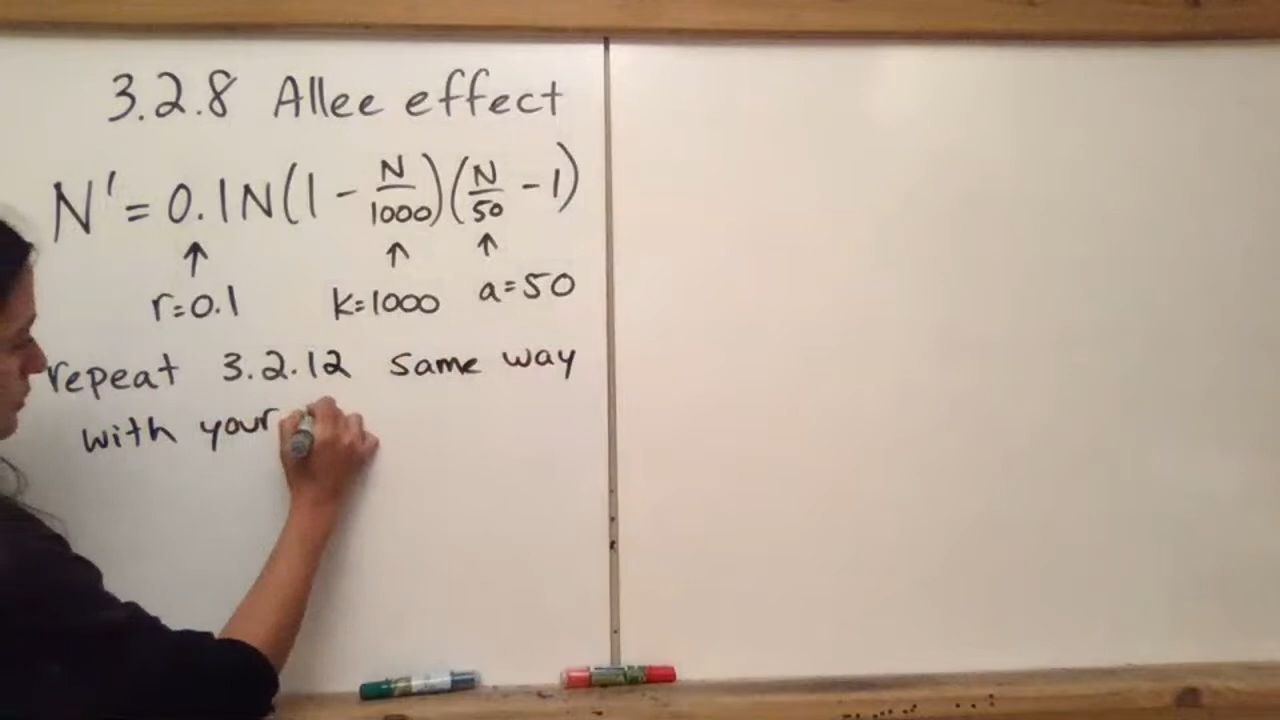 3.2.8 Allee effect
N' = 0.1N(1 - N/1000)(N/50 - 1)
↑ ↑ ↑
r=0.1 k=1000 a=50
repeat 3.2.12 same way
with your